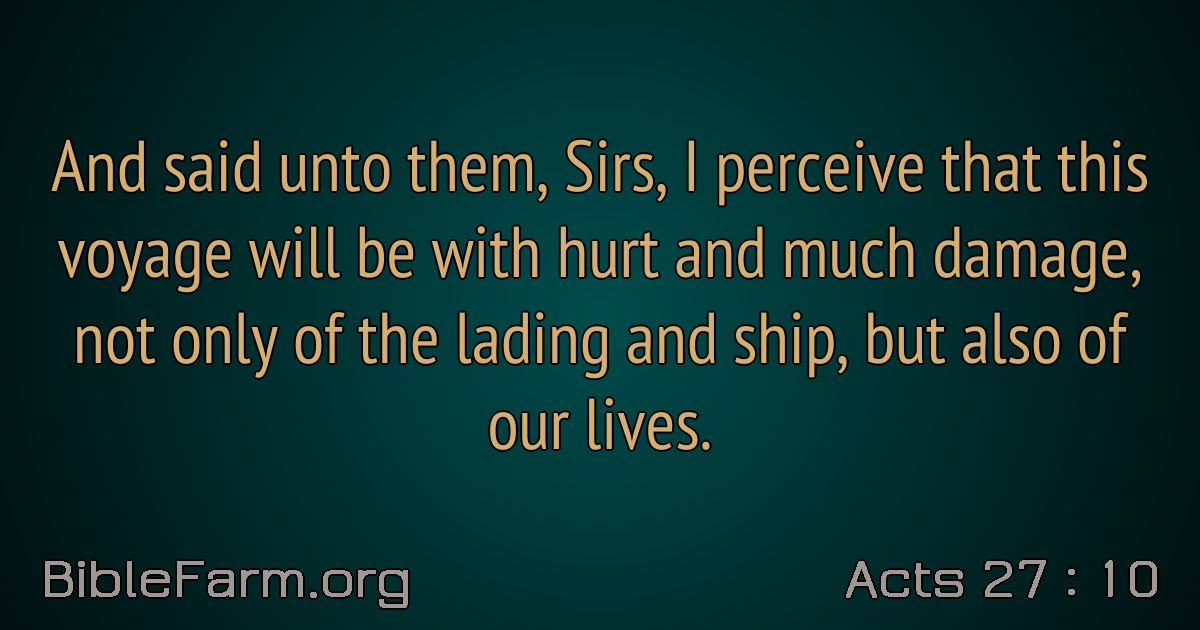 And said unto them, Sirs, I perceive that this
voyage will be with hurt and much damage,
not only of the lading and ship, but also of
our lives.
BibleFarm.org
Acts 27 : 10